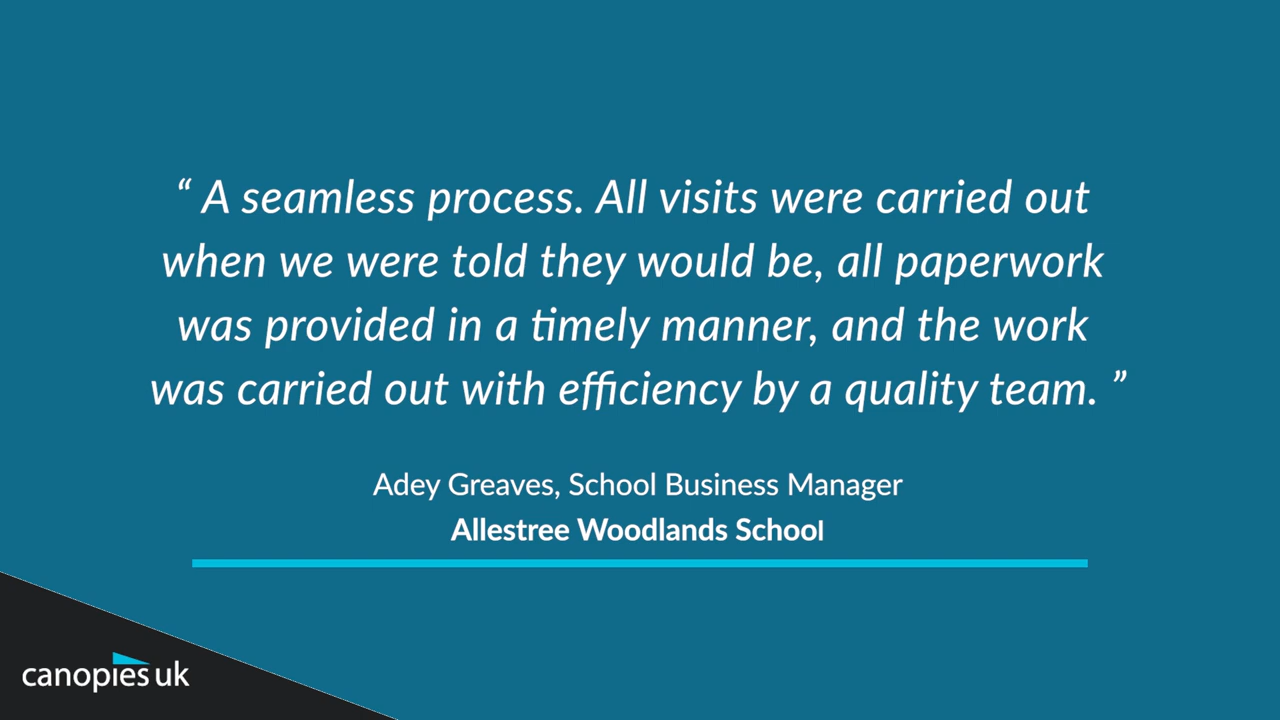 “ A seamless process. All visits were carried out
when we were told they would be, all paperwork
was provided in a timely manner, and the work
was carried out with efficiency by a quality team. ”
Adey Greaves, School Business Manager
Allestree Woodlands School
canopies uk